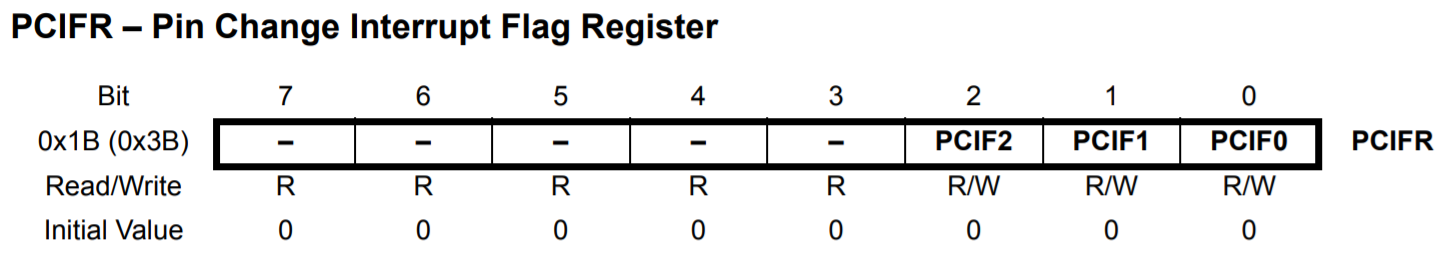 PCIFR – Pin Change Interrupt Flag Register
Bit 7 6 5 4 3 2 1 0
0x1B (0x3B) – – – – – PCIF2 PCIF1 PCIF0 PCIFR
Read/Write R R R R R R/W R/W R/W
Initial Value 0 0 0 0 0 0 0 0